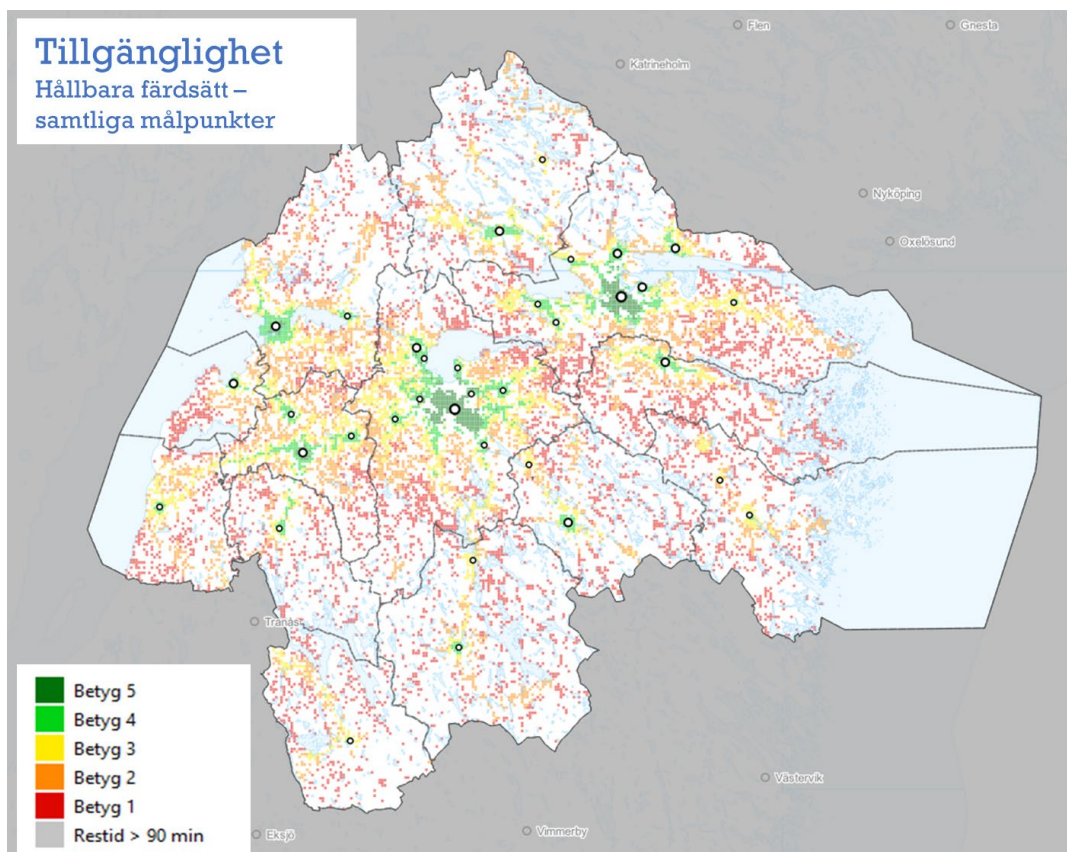 Tillgänglighet
Hållbara färdsätt –
samtliga målpunkter
Flen
Gnesta
Katrineholm
Nyköping
Oxelösund
Tranås
Betyg 5
Betyg 4
Betyg 3
Betyg 2
Betyg 1
Restid > 90 min
Västervik
Eksjö
Vimmerby